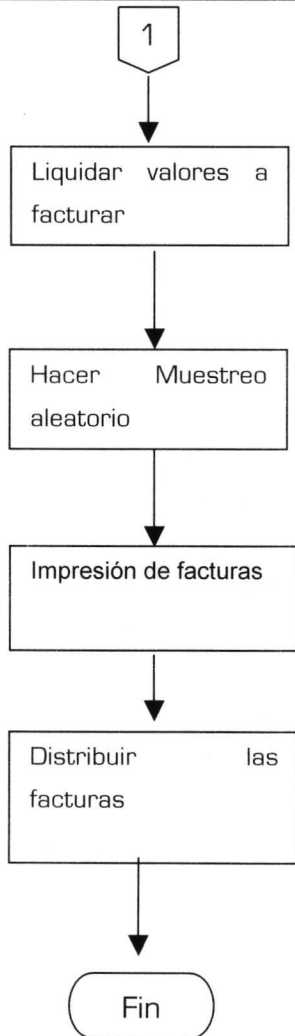 1
Liquidar valores a
facturar
Hacer Muestreo
aleatorio
Impresión de facturas
Distribuir las
facturas
Fin